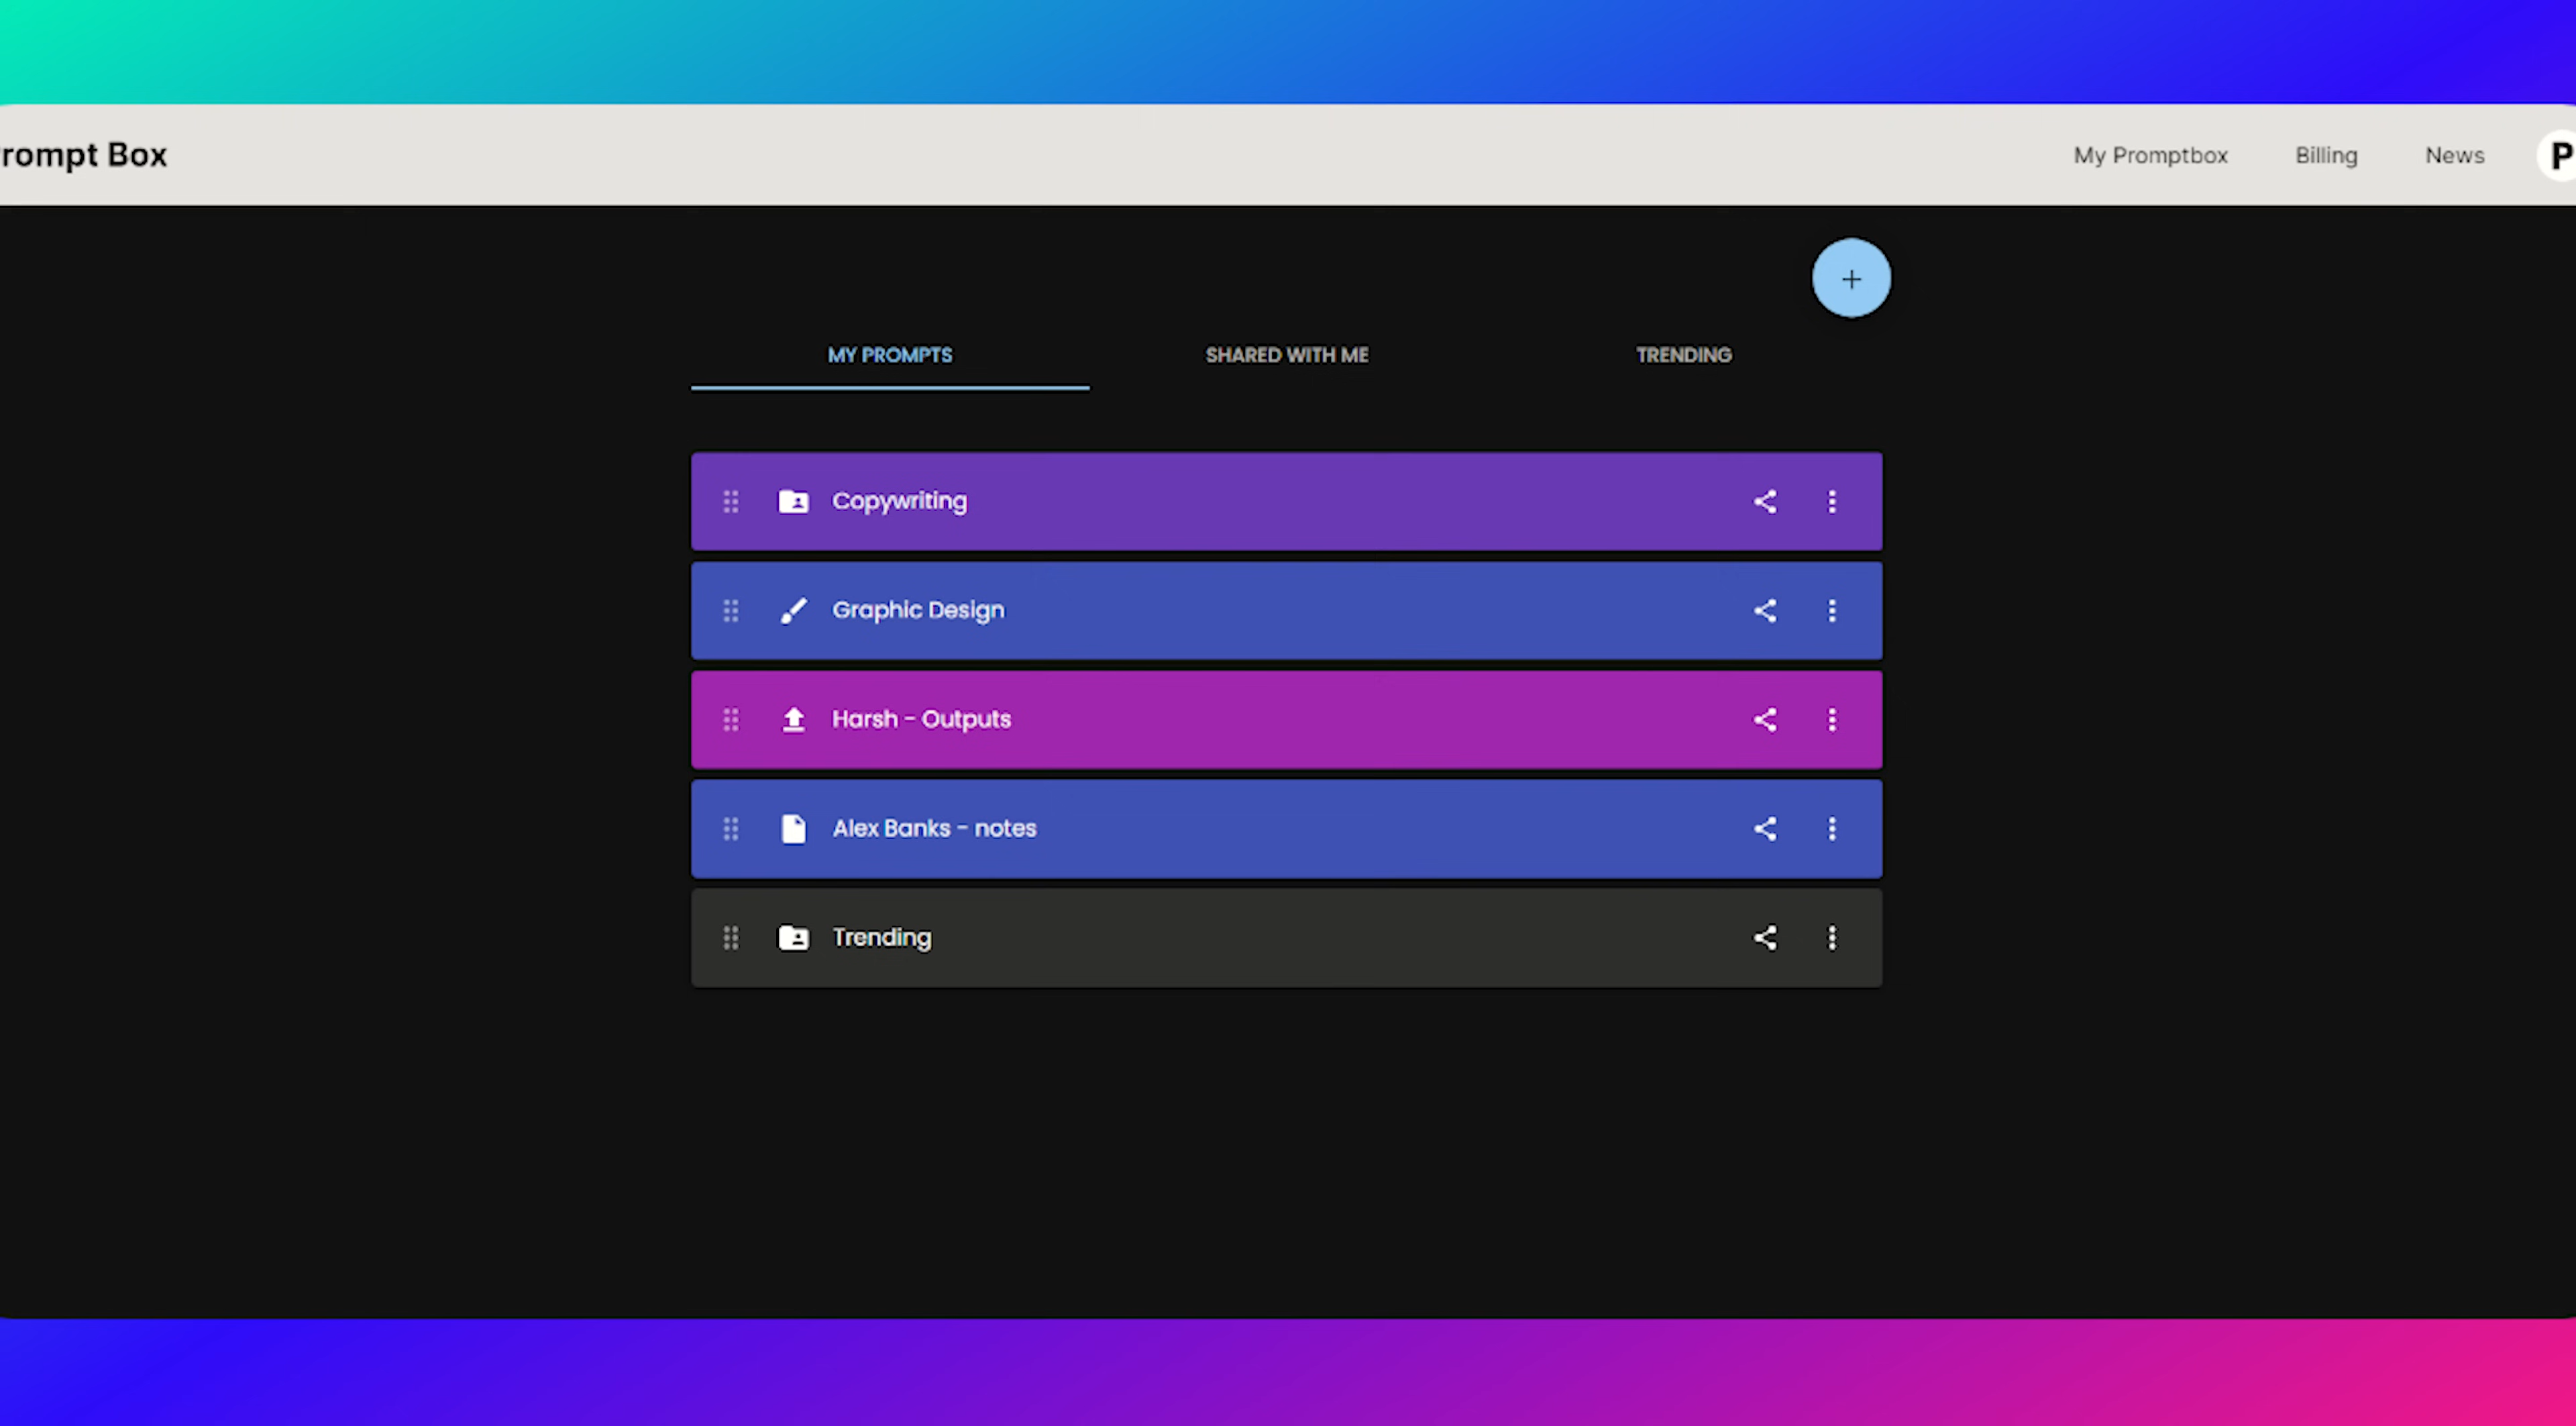 rompt Box
My Promptbox Billing News P
+
MY PROMPTS SHARED WITH ME TRENDING
Copywriting
Graphic Design
Harsh - Outputs
Alex Banks - notes
Trending